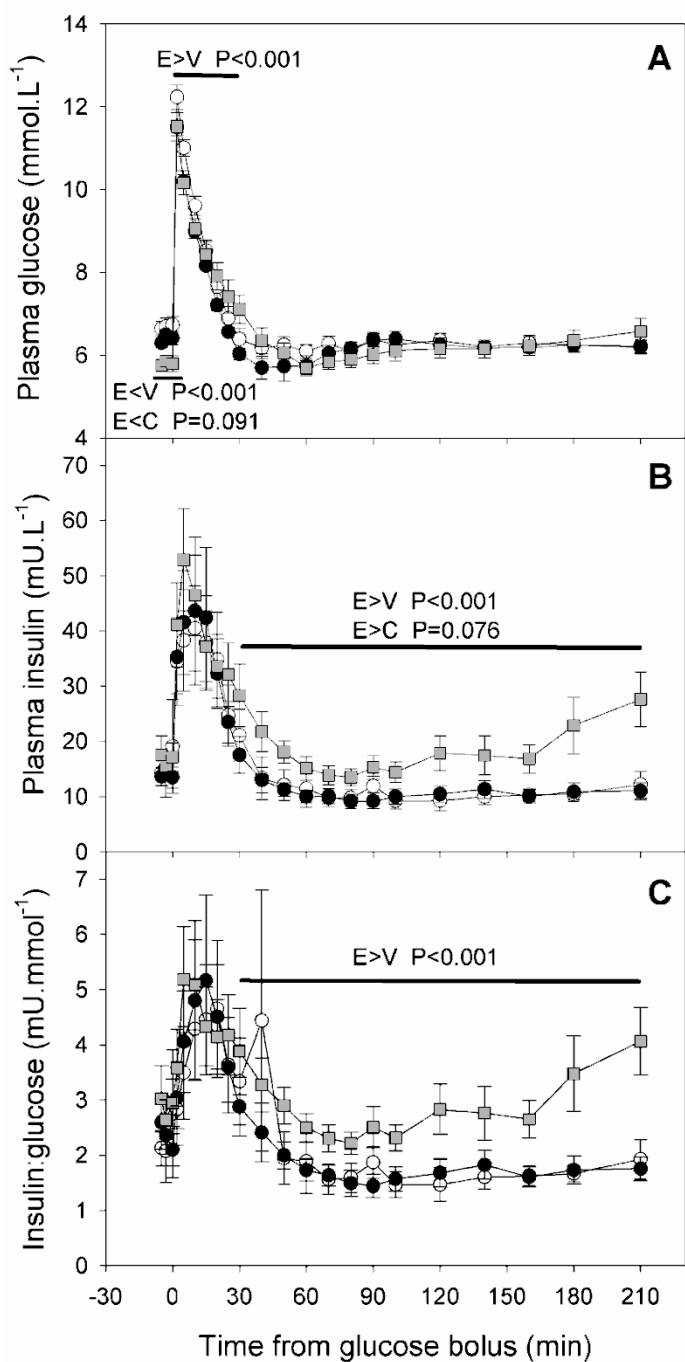 14
12
10
8
6
4
Plasma glucose (mmol.L-1)
E>V P<0.001
A
E<V P<0.001
E<C P=0.091
70
60
50
40
30
20
10
0
Plasma insulin (mU.L-1)
B
E>V P<0.001
E>C P=0.076
7
6
5
4
3
2
1
0
Insulin:glucose (mU.mmol-1)
C
E>V P<0.001
-30 0 30 60 90 120 150 180 210
Time from glucose bolus (min)